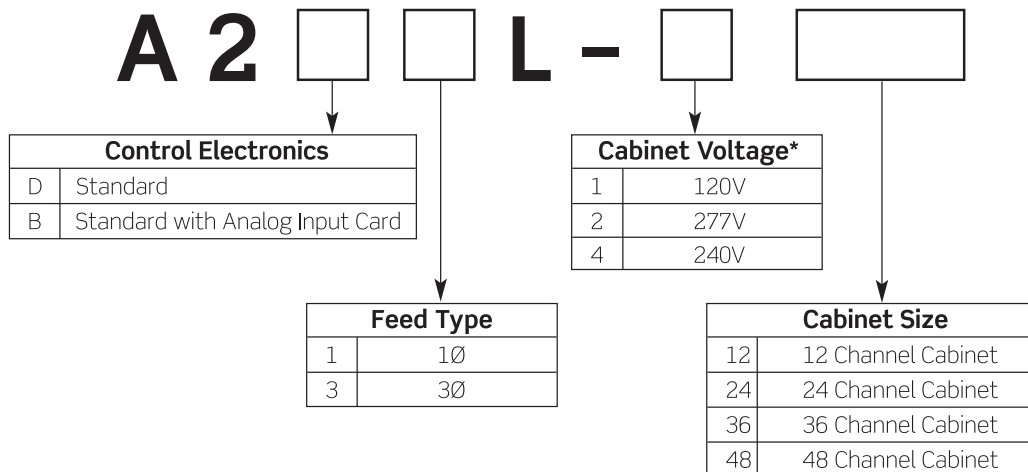 A 2 L -
Control Electronics
D Standard
B Standard with Analog Input Card
Cabinet Voltage*
1 120V
2 277V
4 240V
Feed Type
1 1Ø
3 3Ø
Cabinet Size
12 12 Channel Cabinet
24 24 Channel Cabinet
36 36 Channel Cabinet
48 48 Channel Cabinet